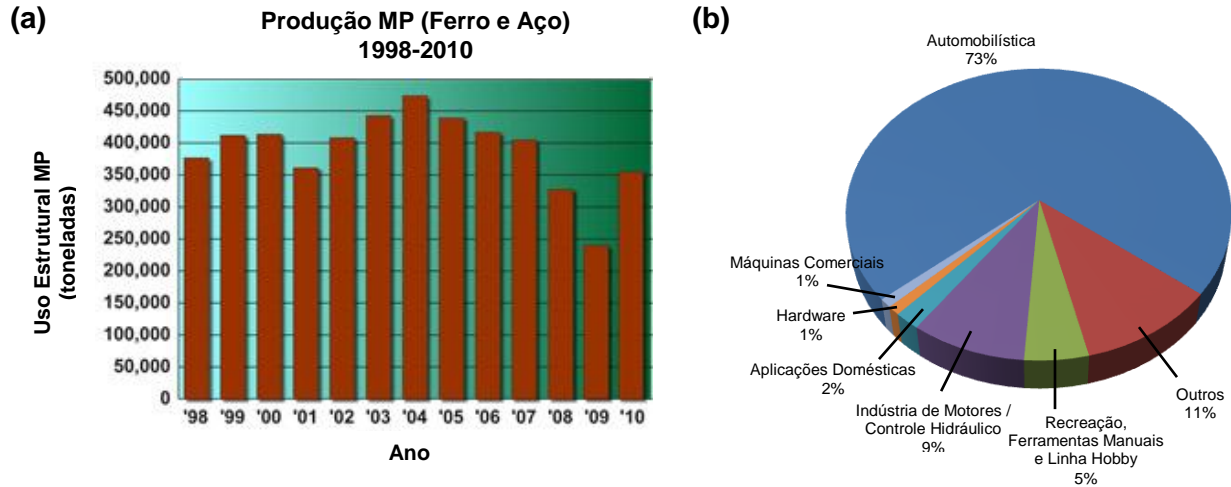 (a)
Produção MP (Ferro e Aço)
1998-2010
Uso Estrutural MP
(toneladas)
500,000
450,000
400,000
350,000
300,000
250,000
200,000
150,000
100,000
50,000
0
'98 '99 '00 '01 '02 '03 '04 '05 '06 '07 '08 '09 '10
Ano
(b)
Automobilística
73%
Máquinas Comerciais
1%
Hardware
1%
Aplicações Domésticas
2%
Indústria de Motores /
Controle Hidráulico
9%
Recreação,
Ferramentas Manuais
e Linha Hobby
5%
Outros
11%